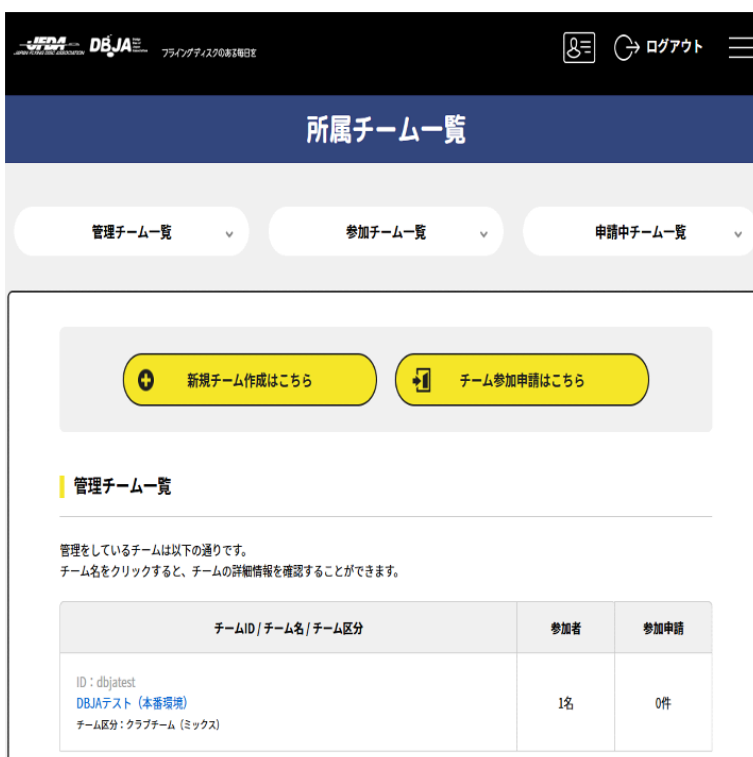 JFDA
JAPAN FLYING DISC ASSOCIATION
DBJA
フライングディスクのある毎日を
ログアウト
所属チーム一覧
管理チーム一覧
参加チーム一覧
申請中チーム一覧
新規チーム作成はこちら
チーム参加申請はこちら
管理チーム一覧
管理をしているチームは以下の通りです。
チーム名をクリックすると、チームの詳細情報を確認することができます。
チームID / チーム名 / チーム区分
参加者
参加申請
ID：dbjatest
DBJAテスト（本番環境）
チーム区分：クラブチーム（ミックス）
1名
0件